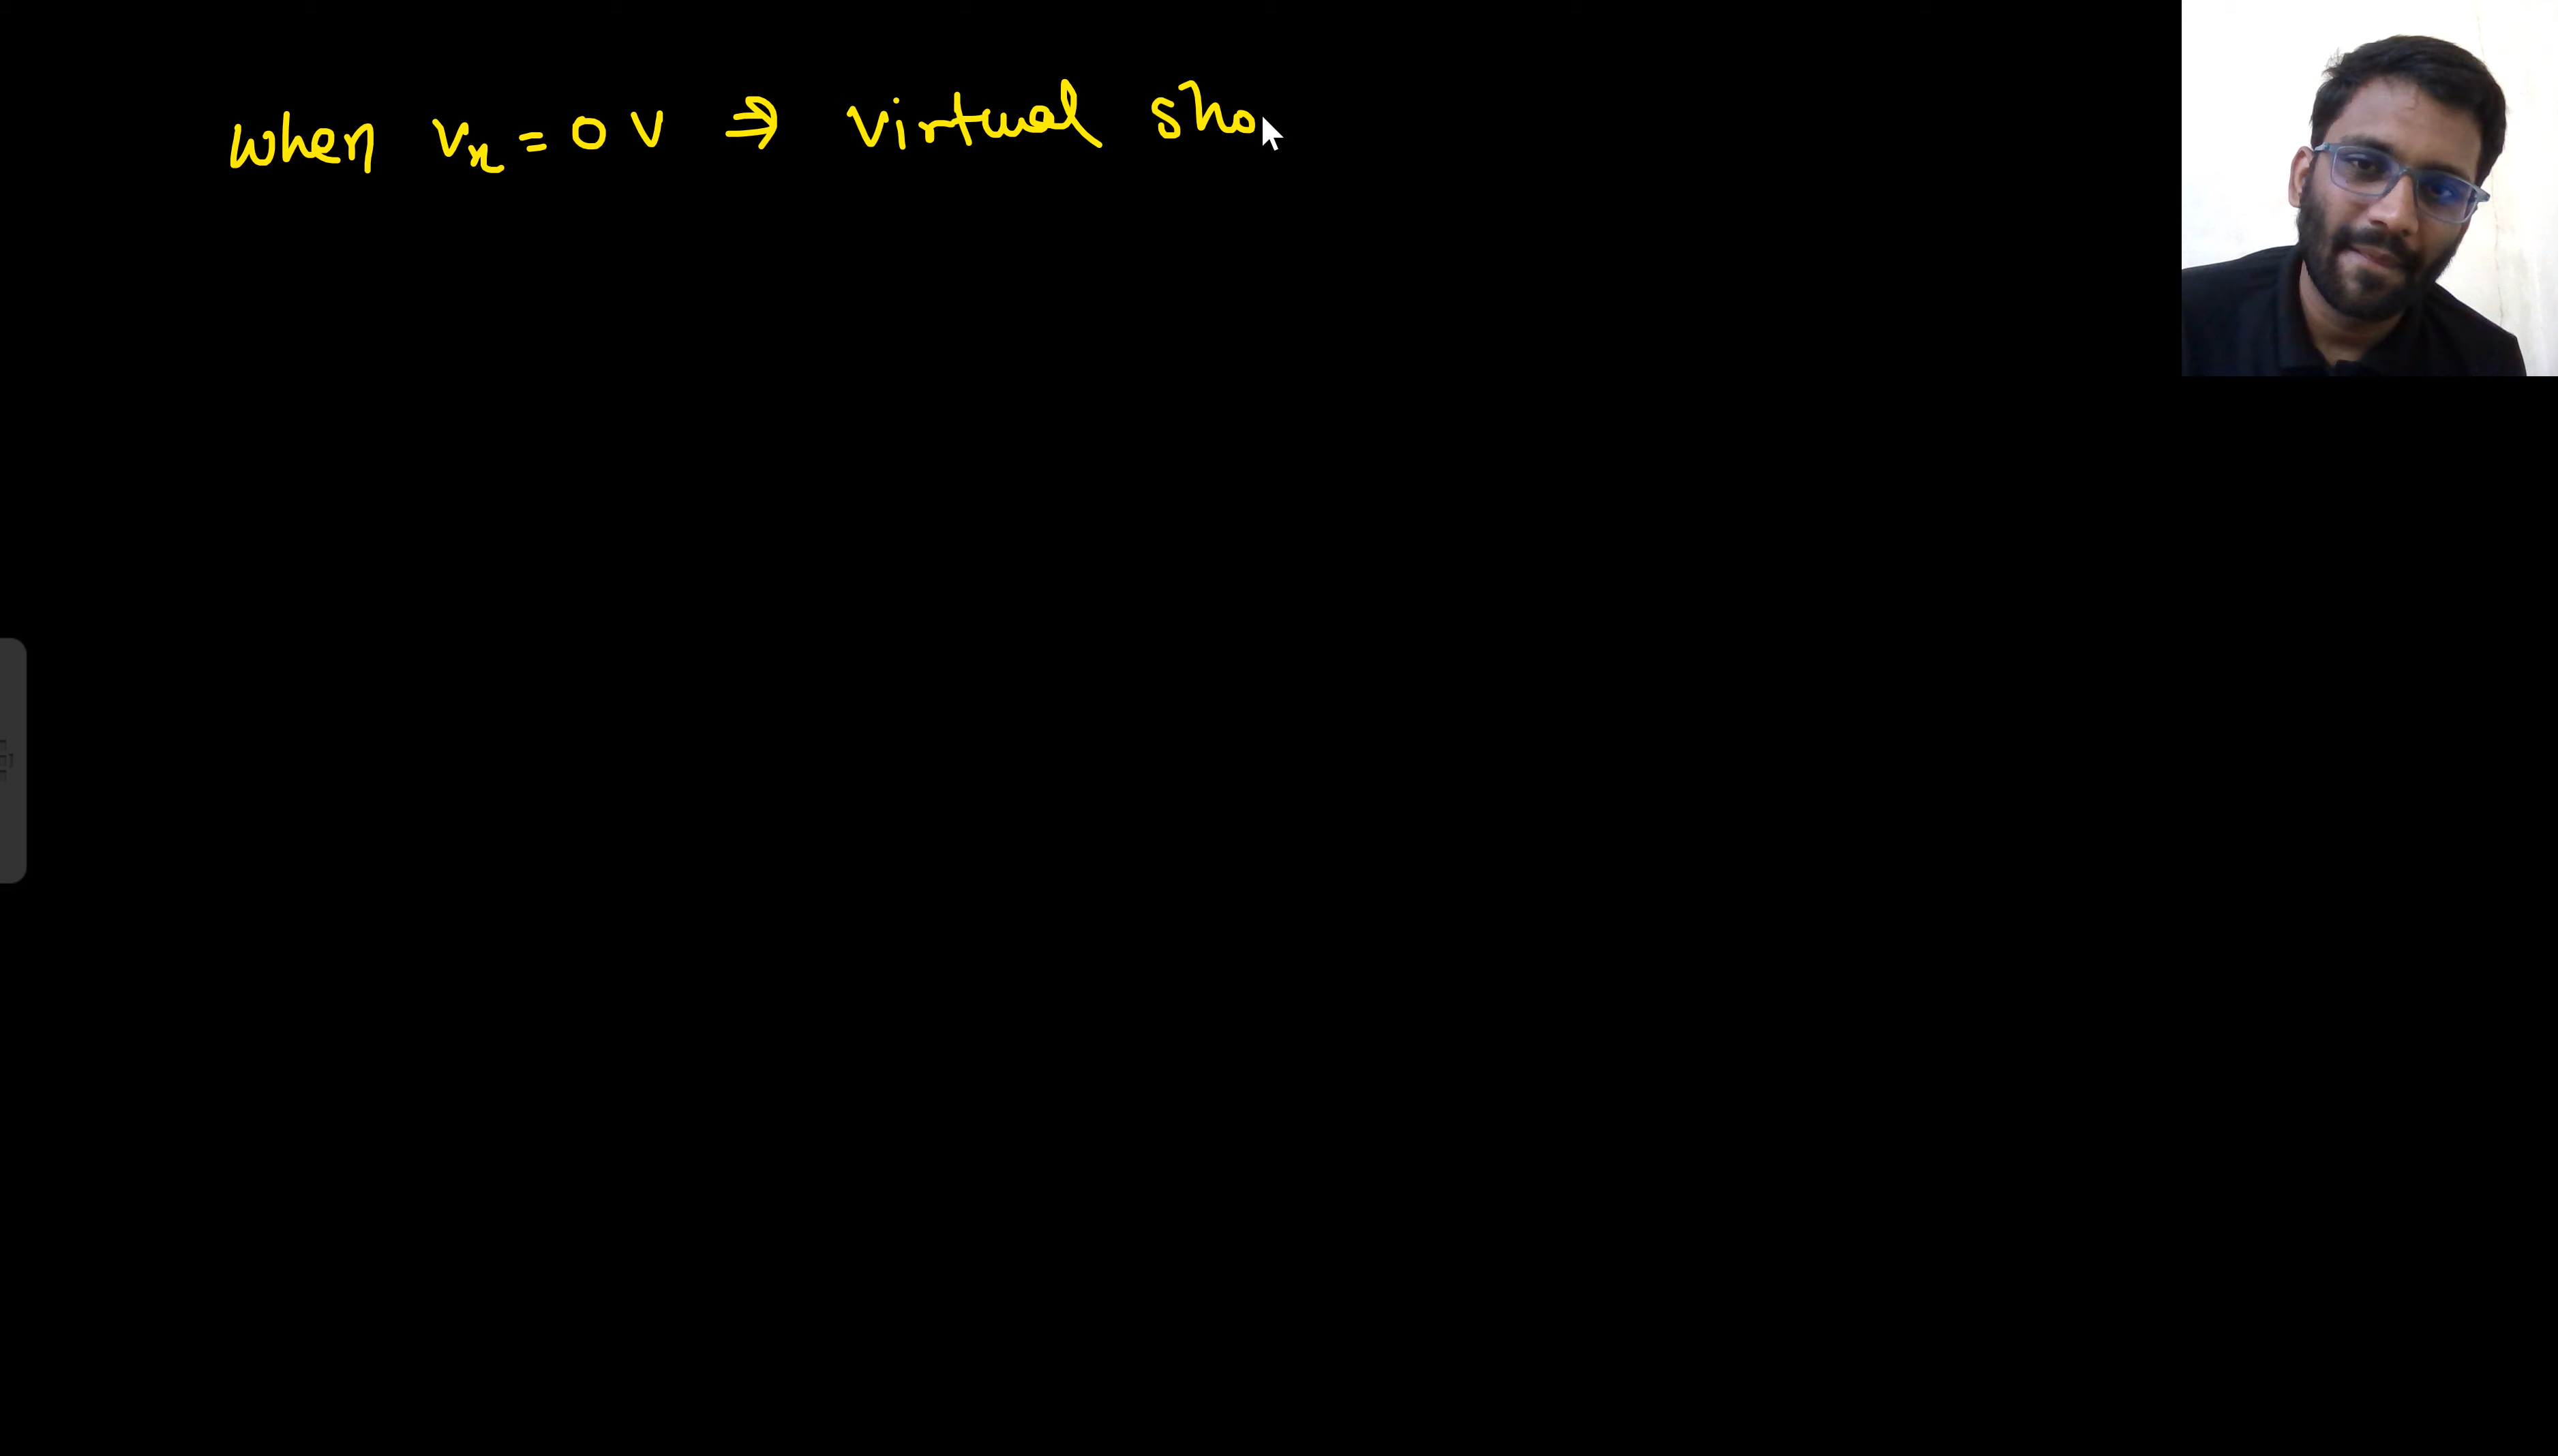 when Vx = 0 V ⇒ virtual sho